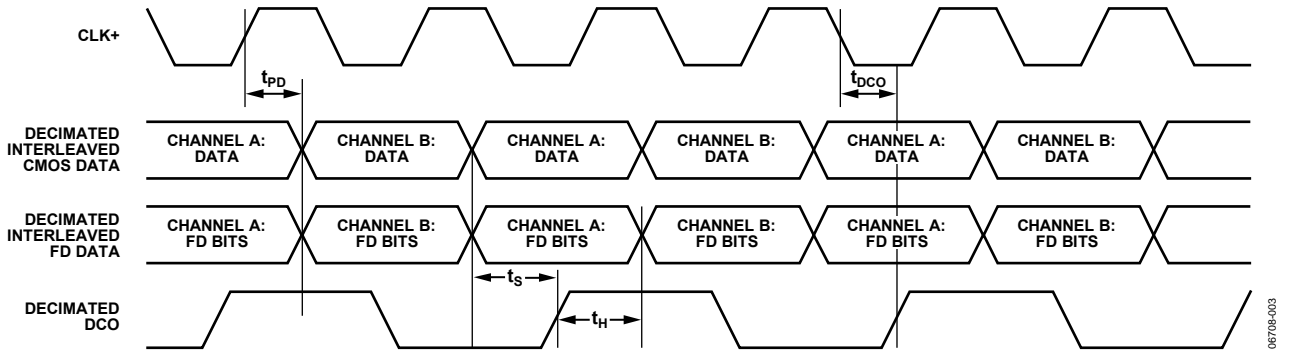 CLK+
tPD
tDCO
DECIMATED
INTERLEAVED
CMOS DATA
CHANNEL A:
DATA
CHANNEL B:
DATA
CHANNEL A:
DATA
CHANNEL B:
DATA
CHANNEL A:
DATA
CHANNEL B:
DATA
DECIMATED
INTERLEAVED
FD DATA
CHANNEL A:
FD BITS
CHANNEL B:
FD BITS
CHANNEL A:
FD BITS
CHANNEL B:
FD BITS
CHANNEL A:
FD BITS
CHANNEL B:
FD BITS
tS
DECIMATED
DCO
tH
06708-003